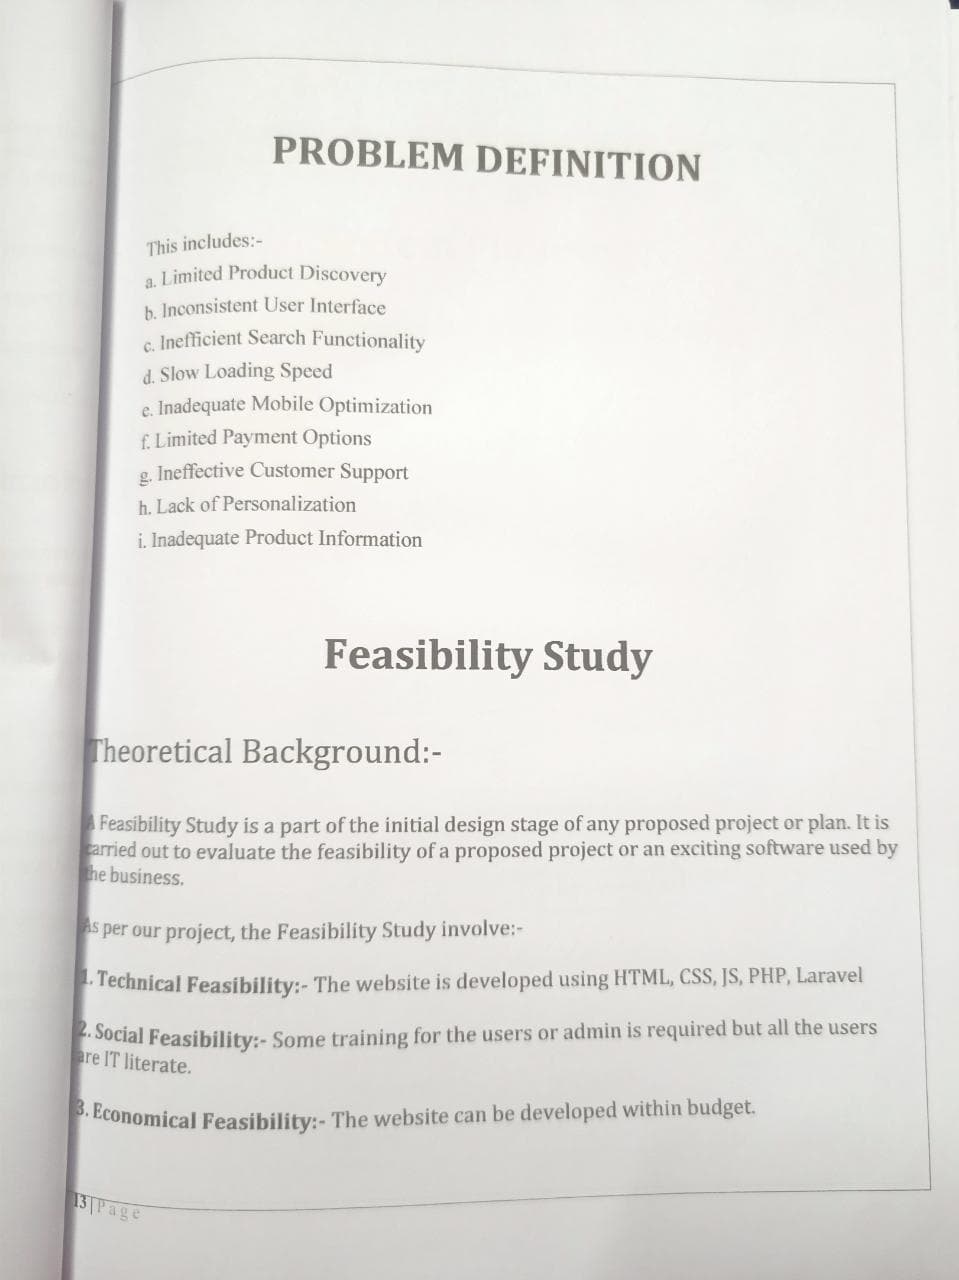 PROBLEM DEFINITION
This includes:-
a. Limited Product Discovery
b. Inconsistent User Interface
c. Inefficient Search Functionality
d. Slow Loading Speed
e. Inadequate Mobile Optimization
f. Limited Payment Options
g. Ineffective Customer Support
h. Lack of Personalization
i. Inadequate Product Information
Feasibility Study
Theoretical Background:-
A Feasibility Study is a part of the initial design stage of any proposed project or plan. It is
carried out to evaluate the feasibility of a proposed project or an exciting software used by
the business.
As per our project, the Feasibility Study involve:-
1. Technical Feasibility:- The website is developed using HTML, CSS, JS, PHP, Laravel
2. Social Feasibility:- Some training for the users or admin is required but all the users
are IT literate.
3. Economical Feasibility:- The website can be developed within budget.
13 | Page